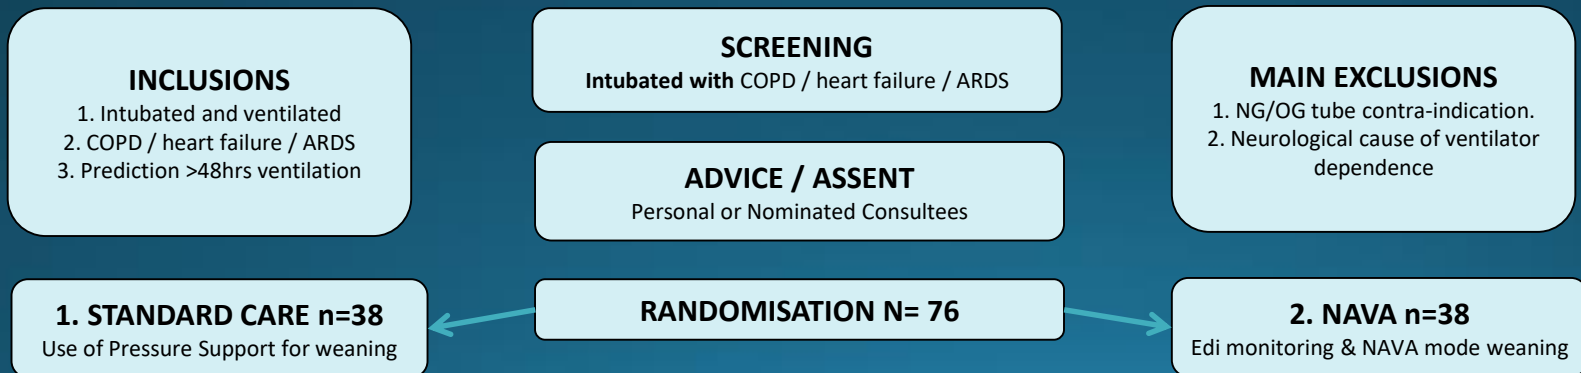 INCLUSIONS
1. Intubated and ventilated
2. COPD / heart failure / ARDS
3. Prediction >48hrs ventilation
SCREENING
Intubated with COPD / heart failure / ARDS
MAIN EXCLUSIONS
1. NG/OG tube contra-indication.
2. Neurological cause of ventilator
dependence
ADVICE / ASSENT
Personal or Nominated Consultees
1. STANDARD CARE n=38
Use of Pressure Support for weaning
RANDOMISATION N= 76
2. NAVA n=38
Edi monitoring & NAVA mode weaning